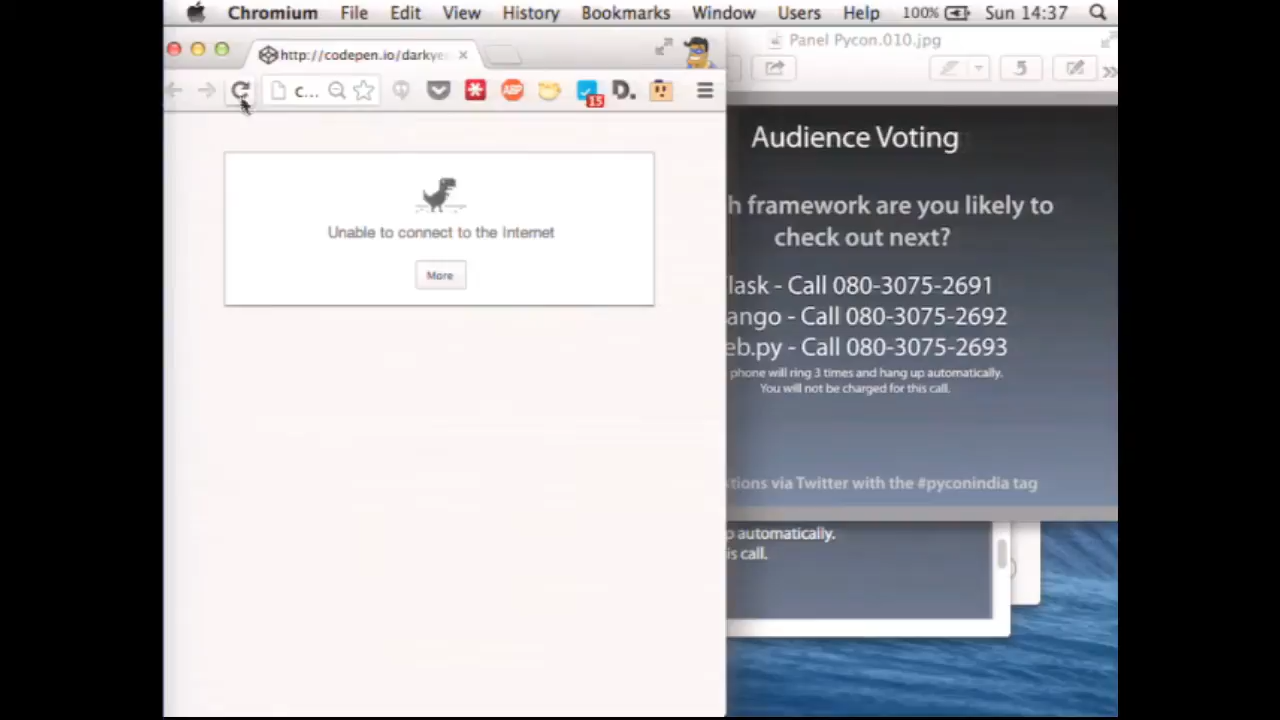 Chromium File Edit View History Bookmarks Window Users Help 100% Sun 14:37
http://codepen.io/darkye
Panel Pycon.010.jpg
c...
ABP
15
D.
5
Unable to connect to the Internet
More
Audience Voting
h framework are you likely to
check out next?
lask - Call 080-3075-2691
ango - Call 080-3075-2692
eb.py - Call 080-3075-2693
phone will ring 3 times and hang up automatically.
You will not be charged for this call.
tions via Twitter with the #pyconindia tag
p automatically.
is call.